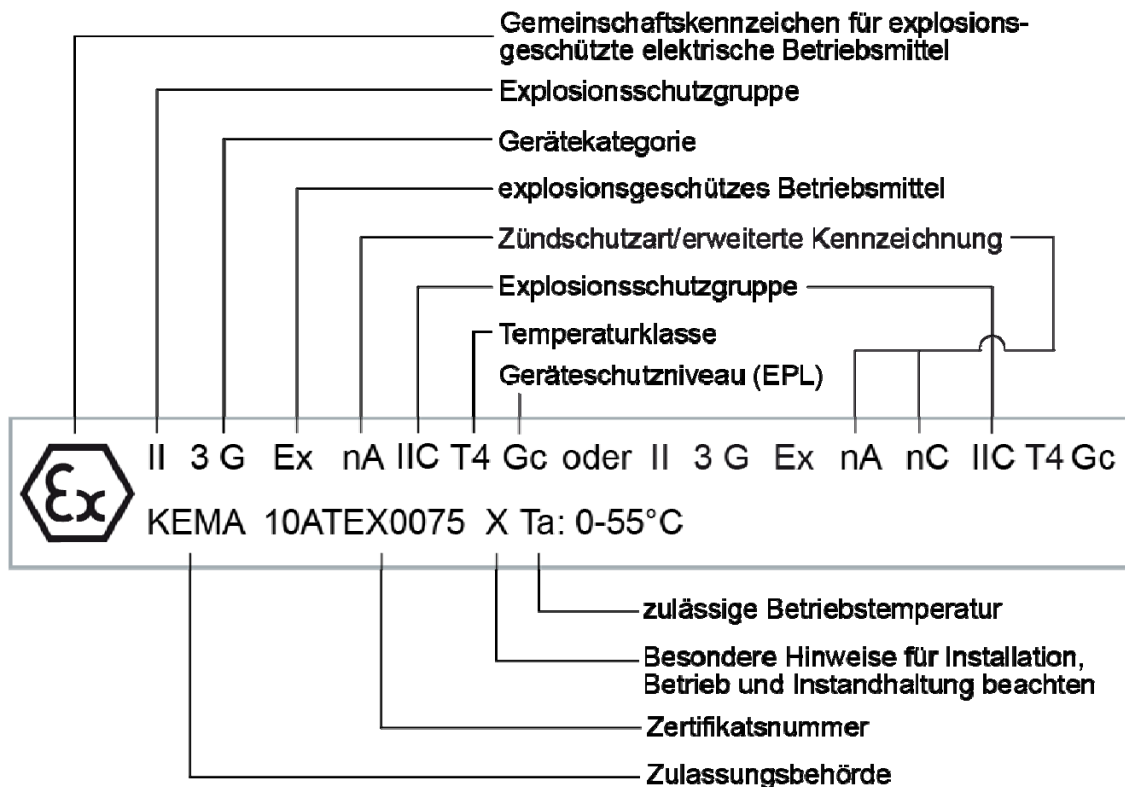 Gemeinschaftskennzeichen für explosions-
geschützte elektrische Betriebsmittel
Explosionsschutzgruppe
Gerätekategorie
explosionsgeschützes Betriebsmittel
Zündschutzart/erweiterte Kennzeichnung
Explosionsschutzgruppe
Temperaturklasse
Geräteschutzniveau (EPL)
Ex II 3 G Ex nA IIC T4 Gc oder II 3 G Ex nA nC IIC T4 Gc
KEMA 10ATEX0075 X Ta: 0-55°C
zulässige Betriebstemperatur
Besondere Hinweise für Installation,
Betrieb und Instandhaltung beachten
Zertifikatsnummer
Zulassungsbehörde